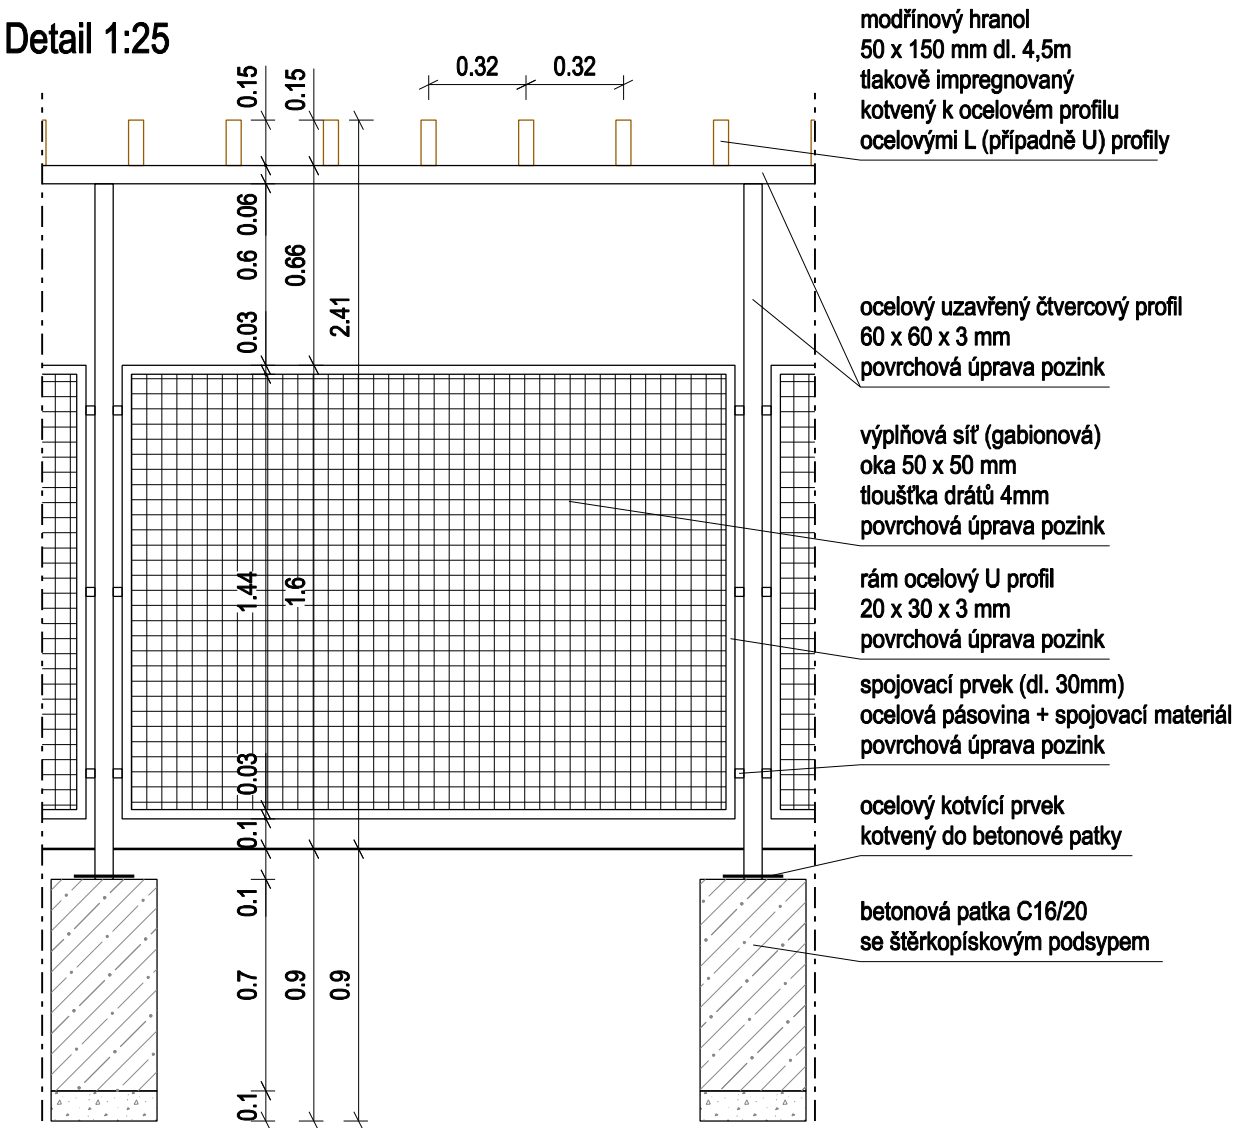 Detail 1:25
modřínový hranol
50 x 150 mm dl. 4,5m
tlakově impregnovaný
kotvený k ocelovém profilu
ocelovými L (případně U) profily
0.32
0.32
0.15
0.15
0.06
0.6
0.66
0.03
2.41
ocelový uzavřený čtvercový profil
60 x 60 x 3 mm
povrchová úprava pozink
výplňová síť (gabionová)
oka 50 x 50 mm
tloušťka drátů 4mm
povrchová úprava pozink
1.44
1.6
rám ocelový U profil
20 x 30 x 3 mm
povrchová úprava pozink
spojovací prvek (dl. 30mm)
ocelová pásovina + spojovací materiál
povrchová úprava pozink
0.03
0.1
ocelový kotvící prvek
kotvený do betonové patky
0.1
betonová patka C16/20
se štěrkopískovým podsypem
0.7
0.9
0.9
0.1